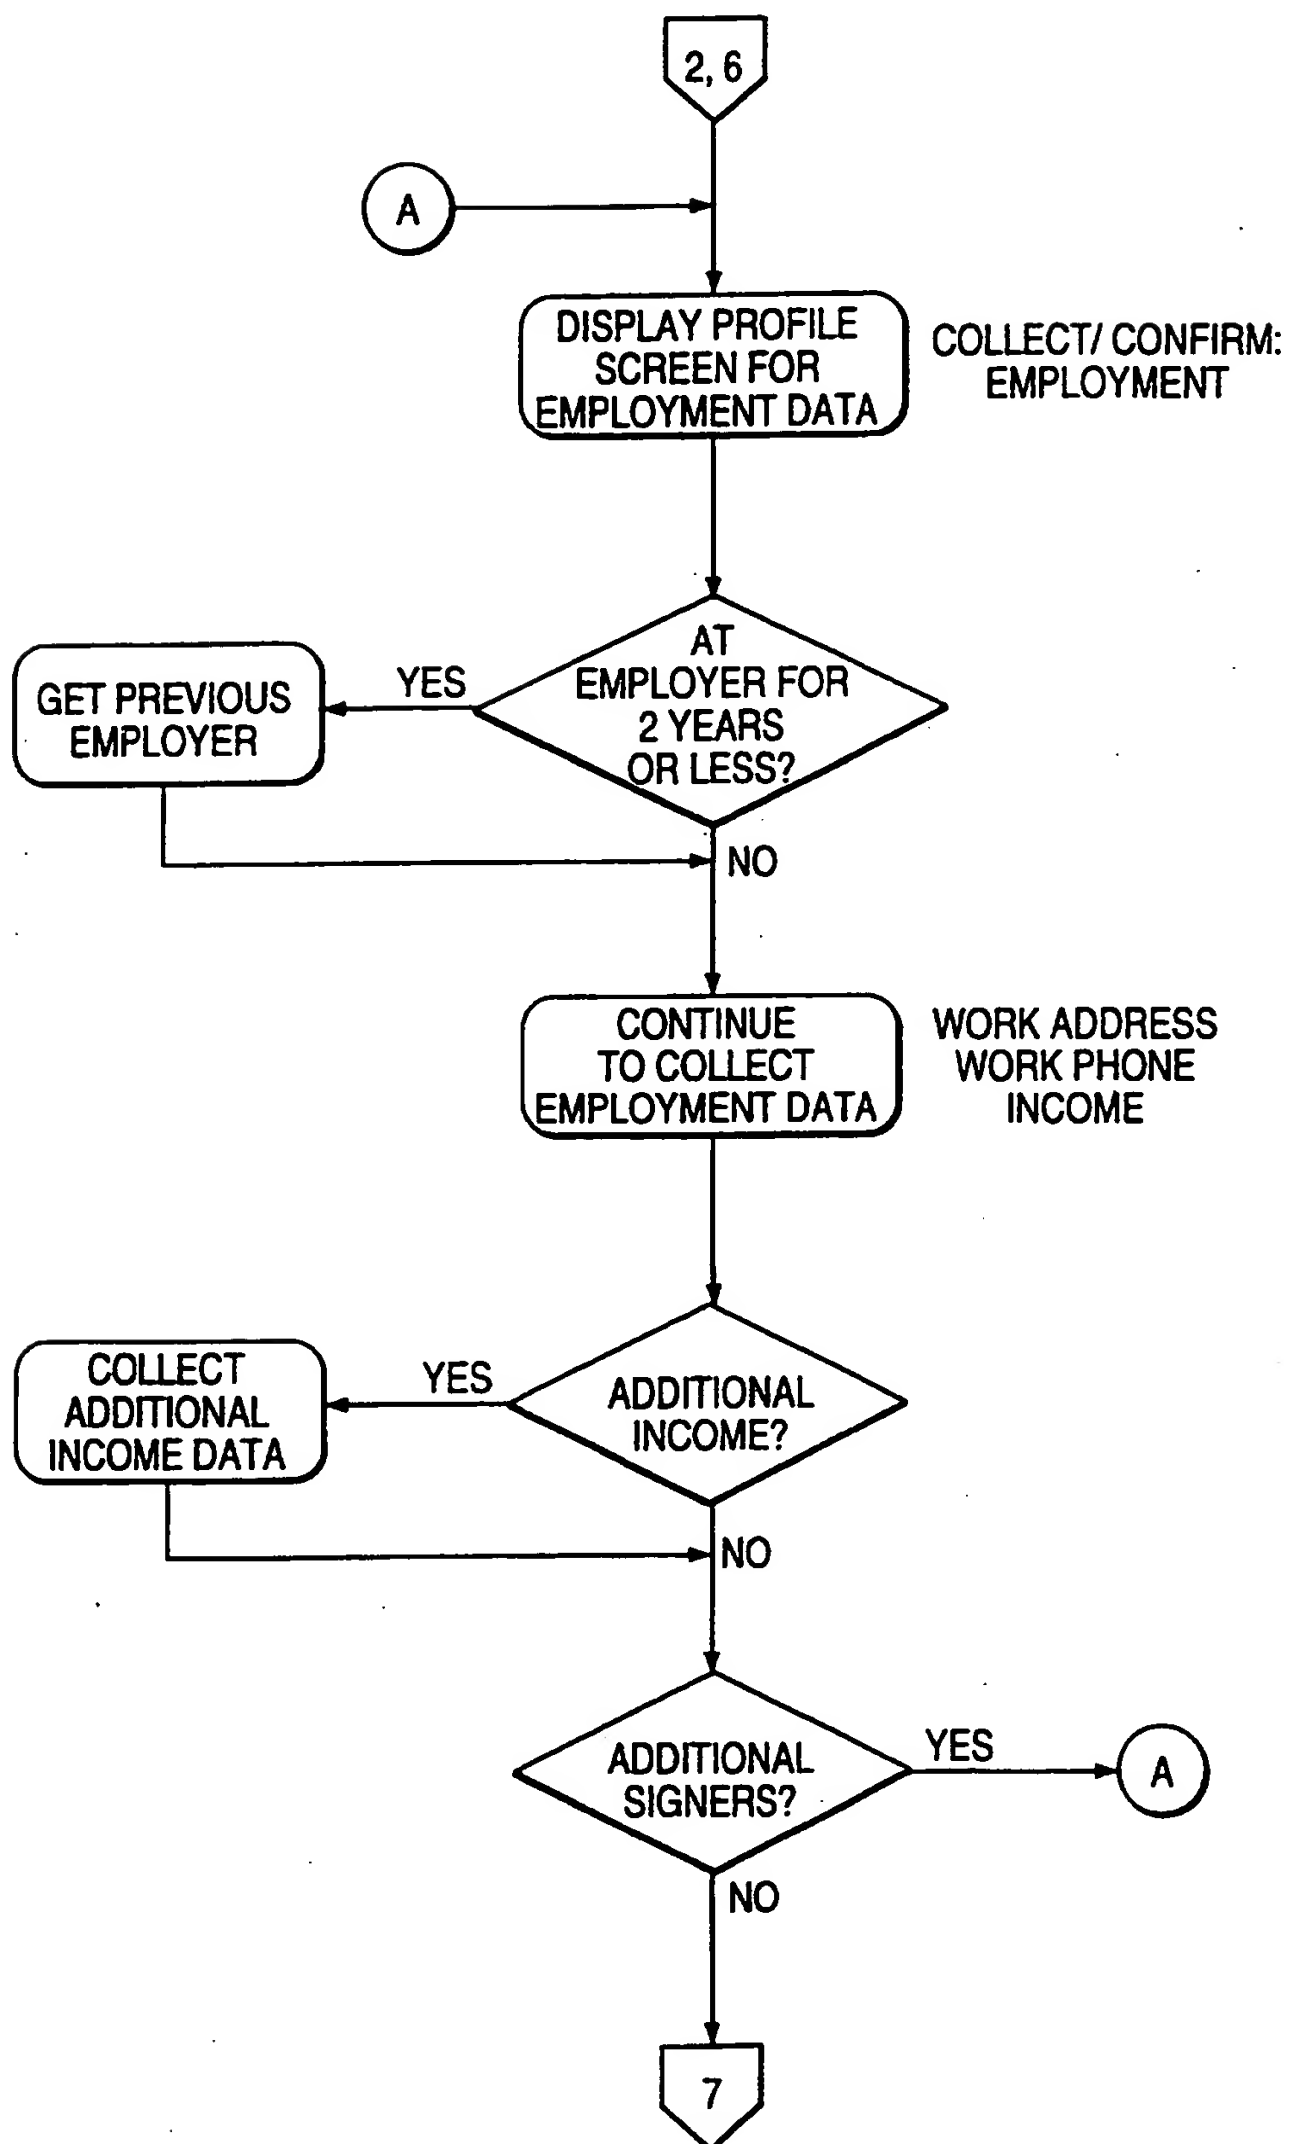 2, 6
A
DISPLAY PROFILE
SCREEN FOR
EMPLOYMENT DATA
COLLECT/ CONFIRM:
EMPLOYMENT
AT
EMPLOYER FOR
2 YEARS
OR LESS?
YES
GET PREVIOUS
EMPLOYER
NO
CONTINUE
TO COLLECT
EMPLOYMENT DATA
WORK ADDRESS
WORK PHONE
INCOME
ADDITIONAL
INCOME?
YES
COLLECT
ADDITIONAL
INCOME DATA
NO
ADDITIONAL
SIGNERS?
YES
A
NO
7